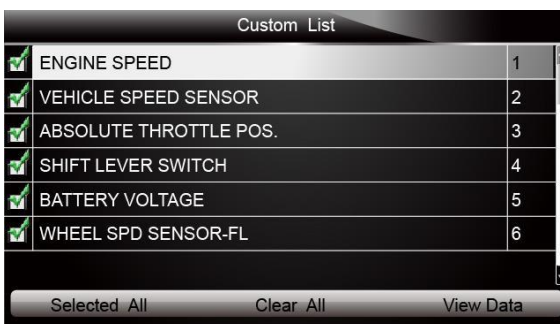 Custom List
ENGINE SPEED 1
VEHICLE SPEED SENSOR 2
ABSOLUTE THROTTLE POS. 3
SHIFT LEVER SWITCH 4
BATTERY VOLTAGE 5
WHEEL SPD SENSOR-FL 6
Selected All Clear All View Data